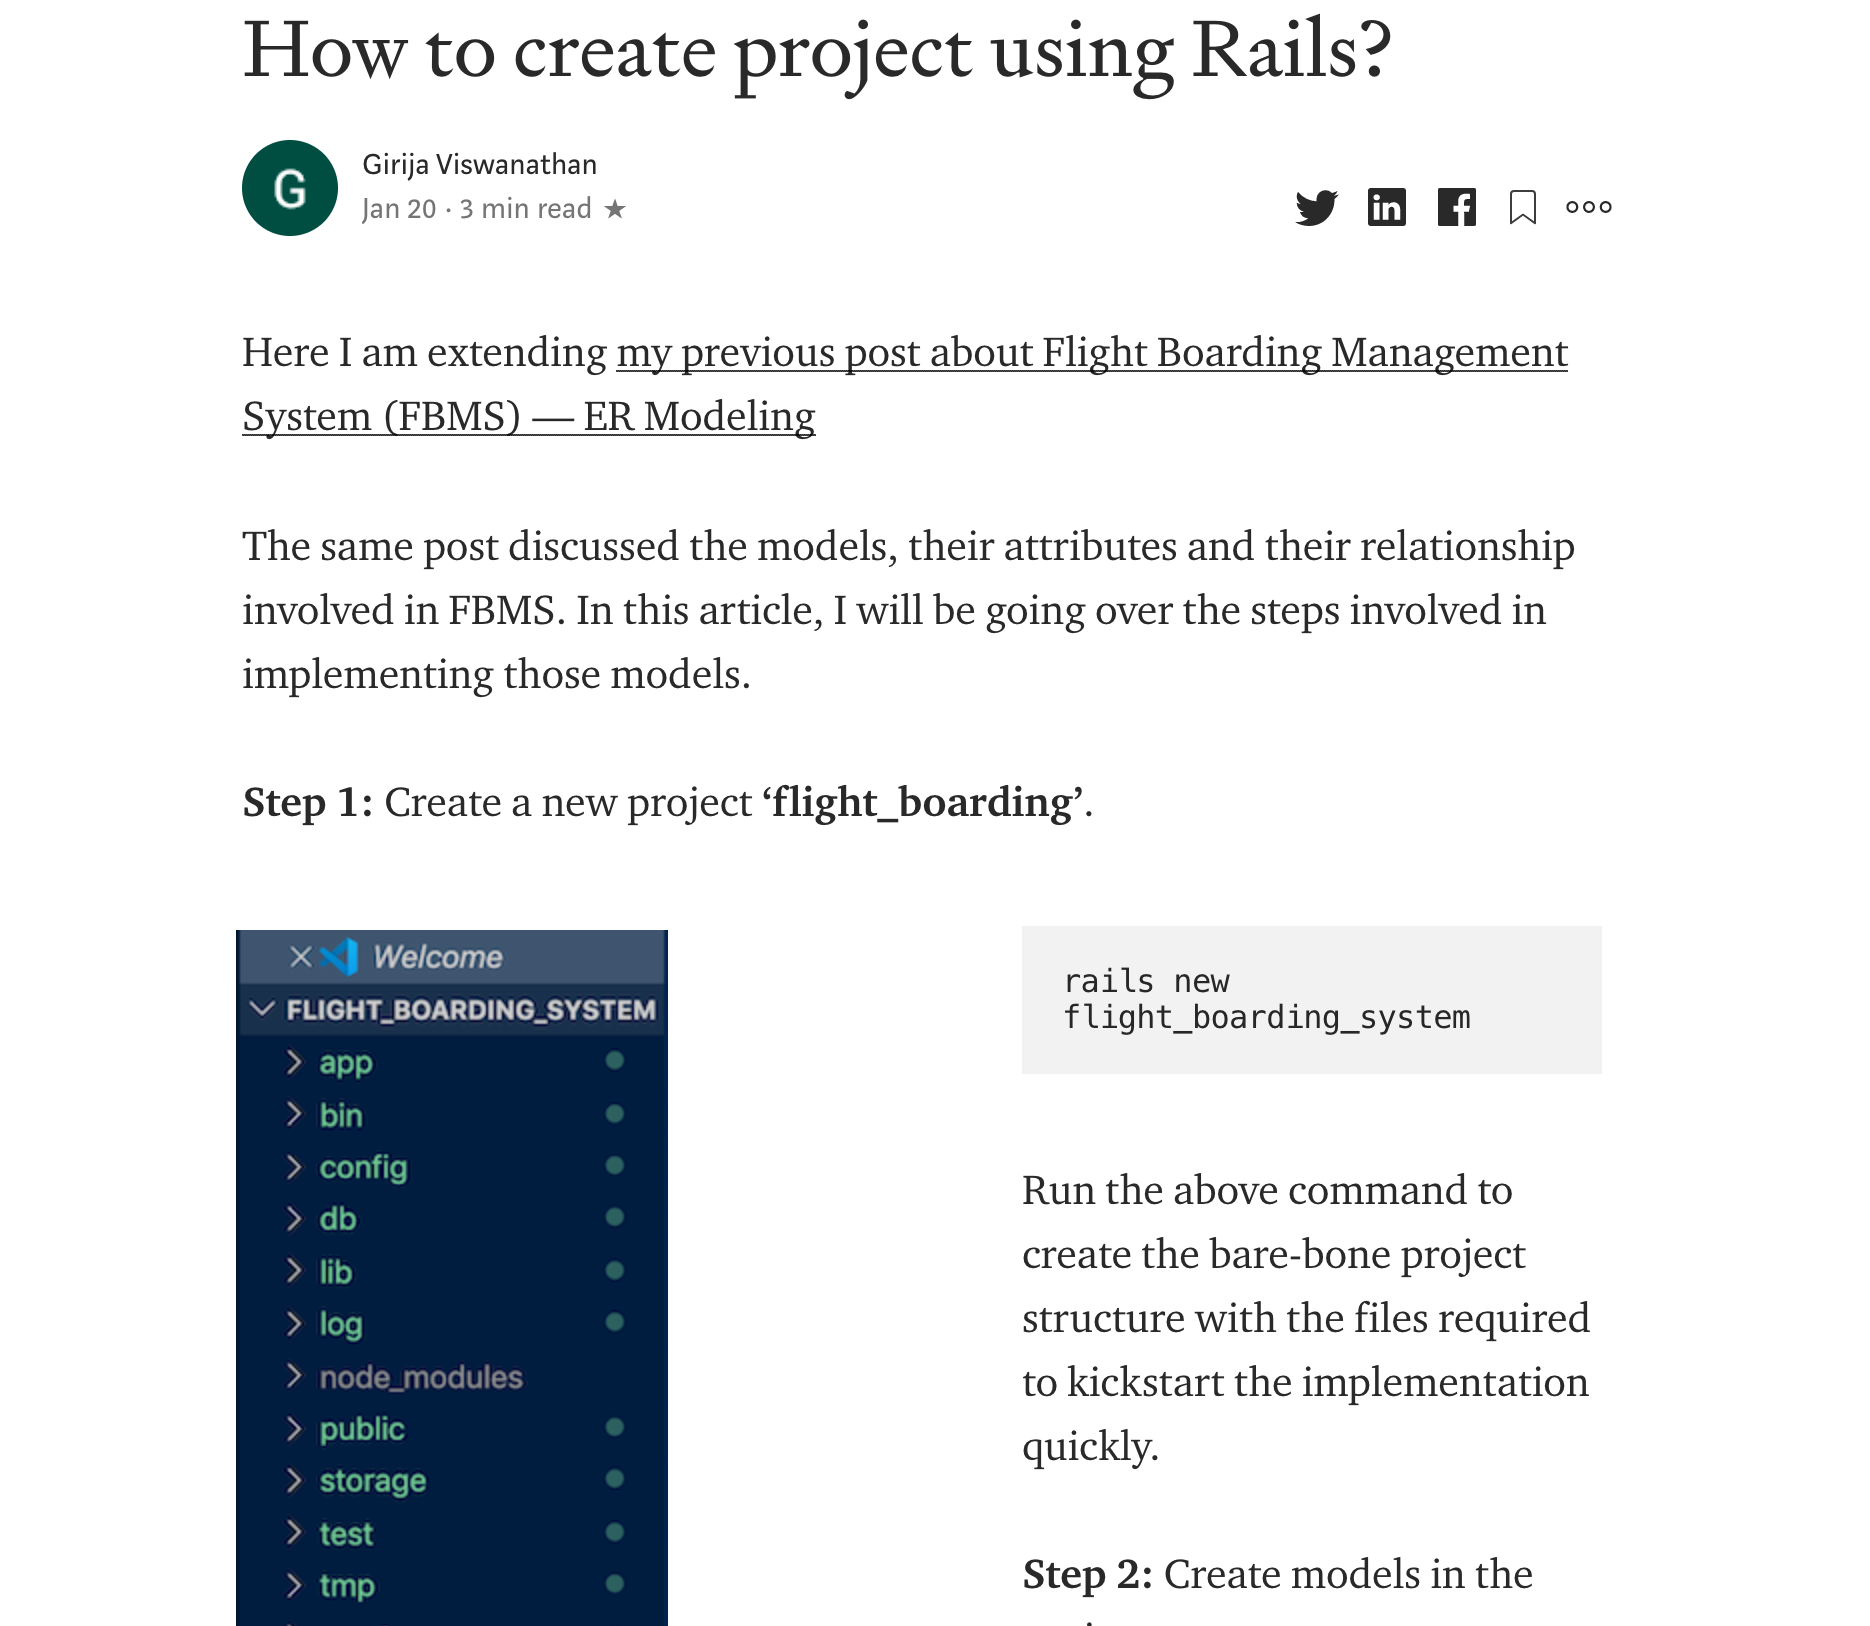 How to create project using Rails?
G
Girija Viswanathan
Jan 20 · 3 min read ★
Here I am extending my previous post about Flight Boarding Management
System (FBMS) — ER Modeling
The same post discussed the models, their attributes and their relationship
involved in FBMS. In this article, I will be going over the steps involved in
implementing those models.
Step 1: Create a new project ‘flight_boarding’.
Welcome
FLIGHT_BOARDING_SYSTEM
app
bin
config
db
lib
log
node_modules
public
storage
test
tmp
rails new
flight_boarding_system
Run the above command to
create the bare-bone project
structure with the files required
to kickstart the implementation
quickly.
Step 2: Create models in the